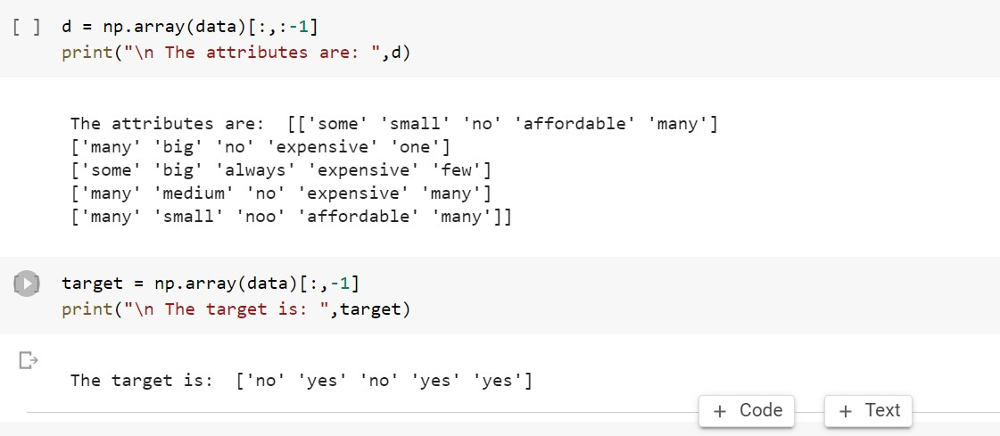 [ ] d = np.array(data)[:,:-1]
print("\n The attributes are: ",d)
The attributes are:  [['some' 'small' 'no' 'affordable' 'many']
['many' 'big' 'no' 'expensive' 'one']
['some' 'big' 'always' 'expensive' 'few']
['many' 'medium' 'no' 'expensive' 'many']
['many' 'small' 'noo' 'affordable' 'many']]
[ ] target = np.array(data)[:,-1]
print("\n The target is: ",target)
The target is:  ['no' 'yes' 'no' 'yes' 'yes']
+ Code + Text